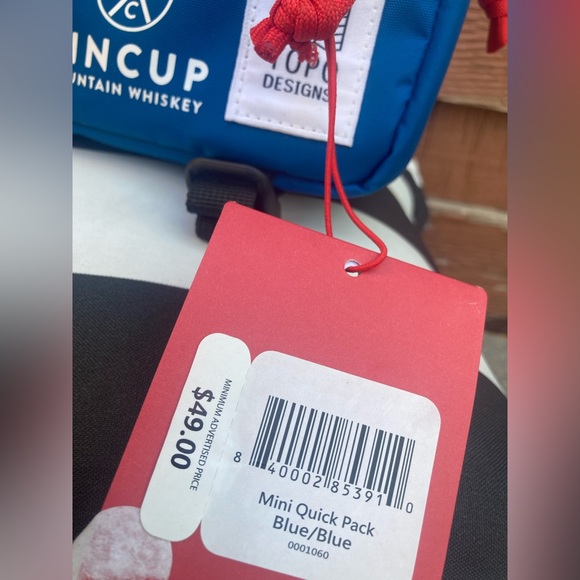 C
NCUP
UNTAIN WHISKEY
TOPO
DESIGNS
MINIMUM ADVERTISED PRICE
$49.00
8 40002 85391 0
Mini Quick Pack
Blue/Blue
0001060